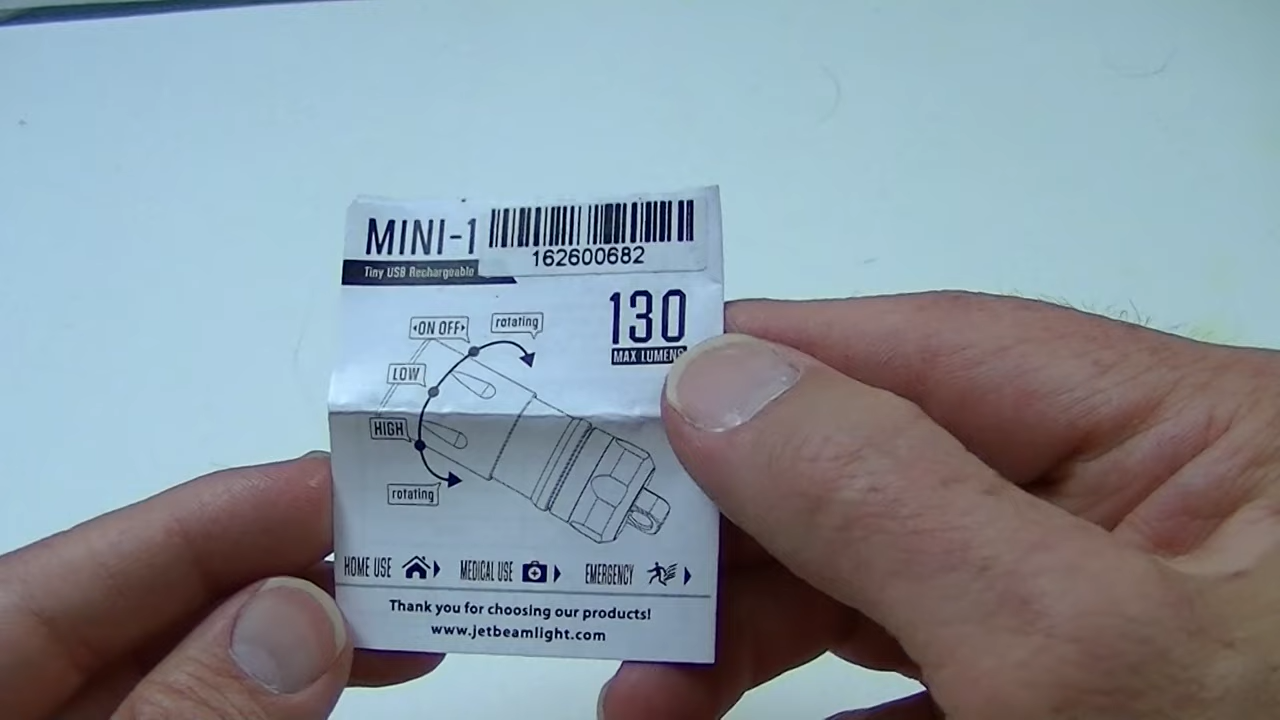 MINI-1
162600682
Tiny USB Rechargeable
130
MAX LUMENS
◂ON OFF▸
rotating
LOW
HIGH
rotating
HOME USE
MEDICAL USE
EMERGENCY
Thank you for choosing our products!
www.jetbeamlight.com